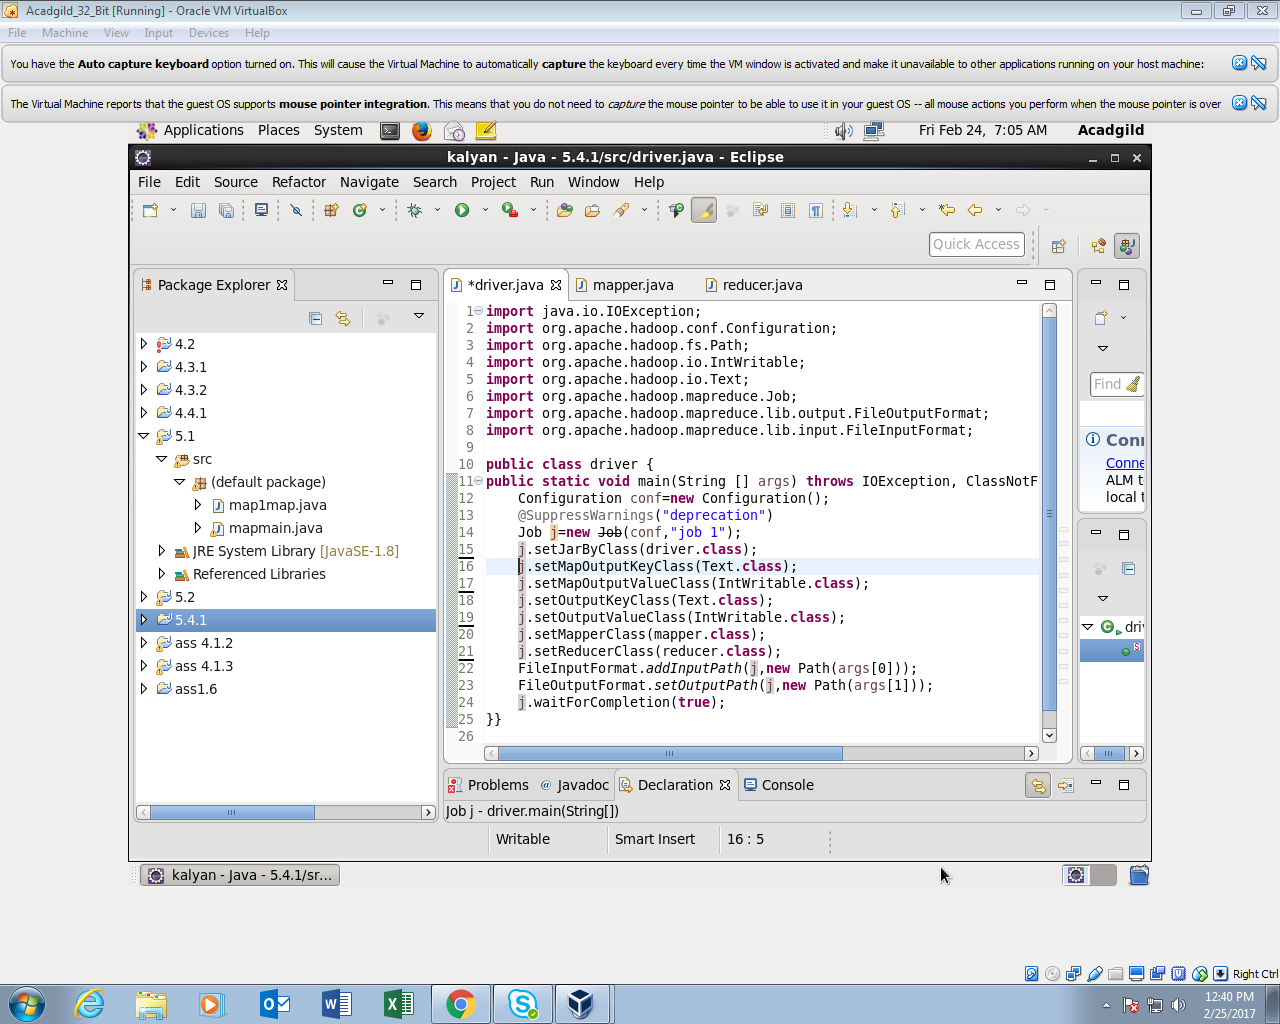 Acadgild_32_Bit [Running] - Oracle VM VirtualBox
File Machine View Input Devices Help
You have the Auto capture keyboard option turned on. This will cause the Virtual Machine to automatically capture the keyboard every time the VM window is activated and make it unavailable to other applications running on your host machine:
The Virtual Machine reports that the guest OS supports mouse pointer integration. This means that you do not need to capture the mouse pointer to be able to use it in your guest OS -- all mouse actions you perform when the mouse pointer is over
Applications Places System Fri Feb 24, 7:05 AM Acadgild
kalyan - Java - 5.4.1/src/driver.java - Eclipse
File Edit Source Refactor Navigate Search Project Run Window Help
Quick Access
Package Explorer
4.2
4.3.1
4.3.2
4.4.1
5.1
src
(default package)
map1map.java
mapmain.java
JRE System Library [JavaSE-1.8]
Referenced Libraries
5.2
5.4.1
ass 4.1.2
ass 4.1.3
ass1.6
*driver.java mapper.java reducer.java
1 import java.io.IOException;
2 import org.apache.hadoop.conf.Configuration;
3 import org.apache.hadoop.fs.Path;
4 import org.apache.hadoop.io.IntWritable;
5 import org.apache.hadoop.io.Text;
6 import org.apache.hadoop.mapreduce.Job;
7 import org.apache.hadoop.mapreduce.lib.output.FileOutputFormat;
8 import org.apache.hadoop.mapreduce.lib.input.FileInputFormat;
9
10 public class driver {
11 public static void main(String [] args) throws IOException, ClassNotF
12 Configuration conf=new Configuration();
13 @SuppressWarnings("deprecation")
14 Job j=new Job(conf,"job 1");
15 j.setJarByClass(driver.class);
16 j.setMapOutputKeyClass(Text.class);
17 j.setMapOutputValueClass(IntWritable.class);
18 j.setOutputKeyClass(Text.class);
19 j.setOutputValueClass(IntWritable.class);
20 j.setMapperClass(mapper.class);
21 j.setReducerClass(reducer.class);
22 FileInputFormat.addInputPath(j,new Path(args[0]));
23 FileOutputFormat.setOutputPath(j,new Path(args[1]));
24 j.waitForCompletion(true);
25 }}
26
Find
Conn
Conne
ALM t
local t
driv
Problems @ Javadoc Declaration Console
Job j - driver.main(String[])
Writable Smart Insert 16 : 5
kalyan - Java - 5.4.1/sr...
Right Ctrl
12:40 PM
2/25/2017